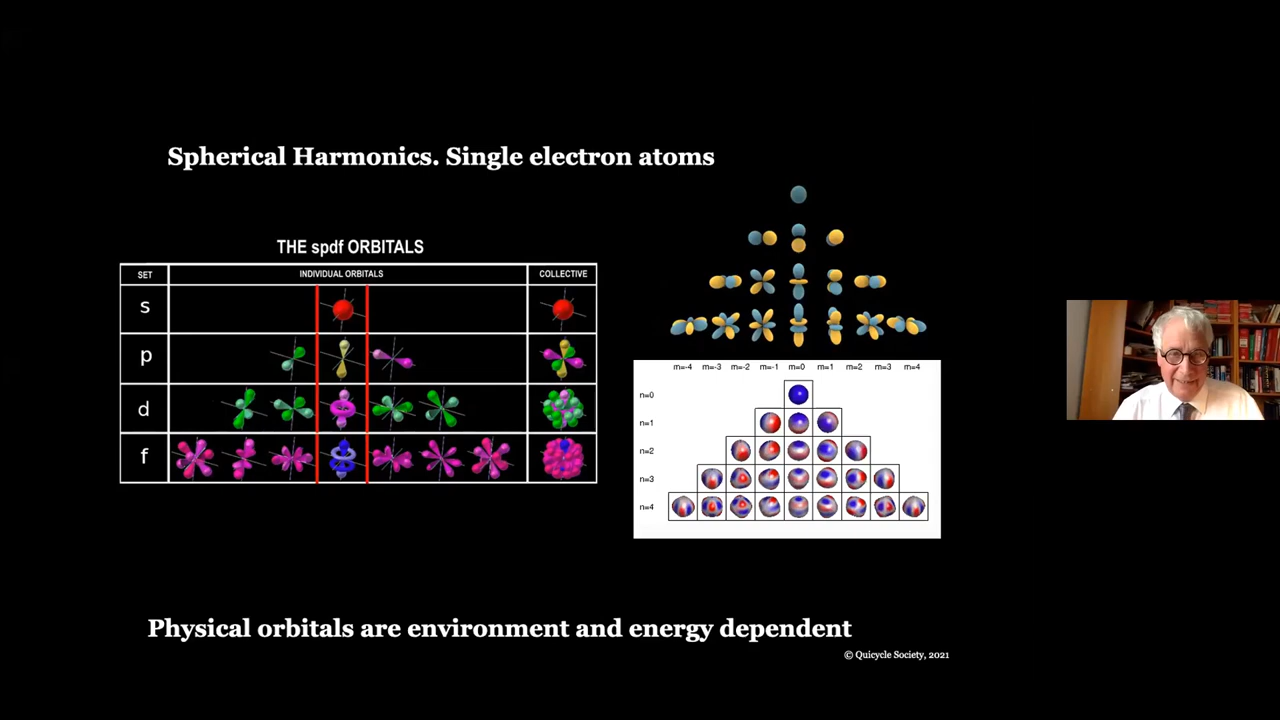 Spherical Harmonics. Single electron atoms
THE spdf ORBITALS
SET INDIVIDUAL ORBITALS COLLECTIVE
s
p
d
f
m=-4 m=-3 m=-2 m=-1 m=0 m=1 m=2 m=3 m=4
n=0
n=1
n=2
n=3
n=4
Physical orbitals are environment and energy dependent
© Quicycle Society, 2021